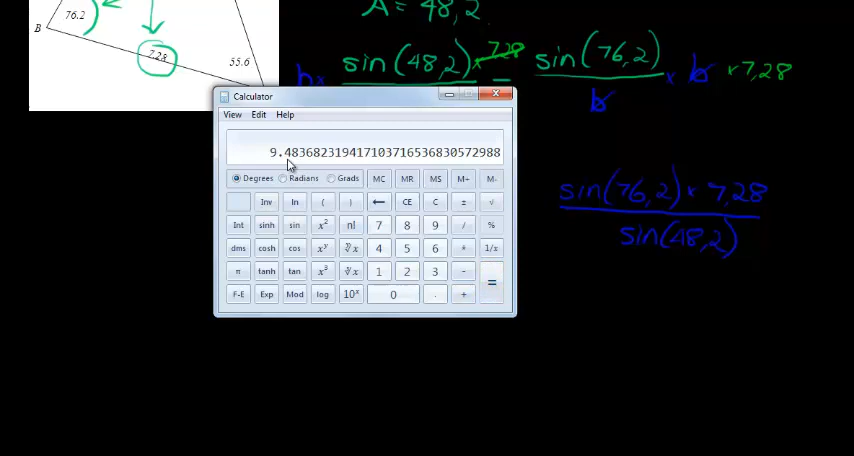 A = 48,2
B 76.2
7.28
55.6
b × sin(48,2) × 7,28 = sin(76,2) / b × b × 7,28
Calculator
View Edit Help
9.4836823194171037165368305 72988
Degrees Radians Grads MC MR MS M+ M-
Inv ln ( ) ← CE C ± √
Int sinh sin x² n! 7 8 9 / %
dms cosh cos xʸ ʸ√x 4 5 6 * 1/x
π tanh tan x³ ³√x 1 2 3 - =
F-E Exp Mod log 10ˣ 0 . +
sin(76,2) × 7,28
sin(48,2)